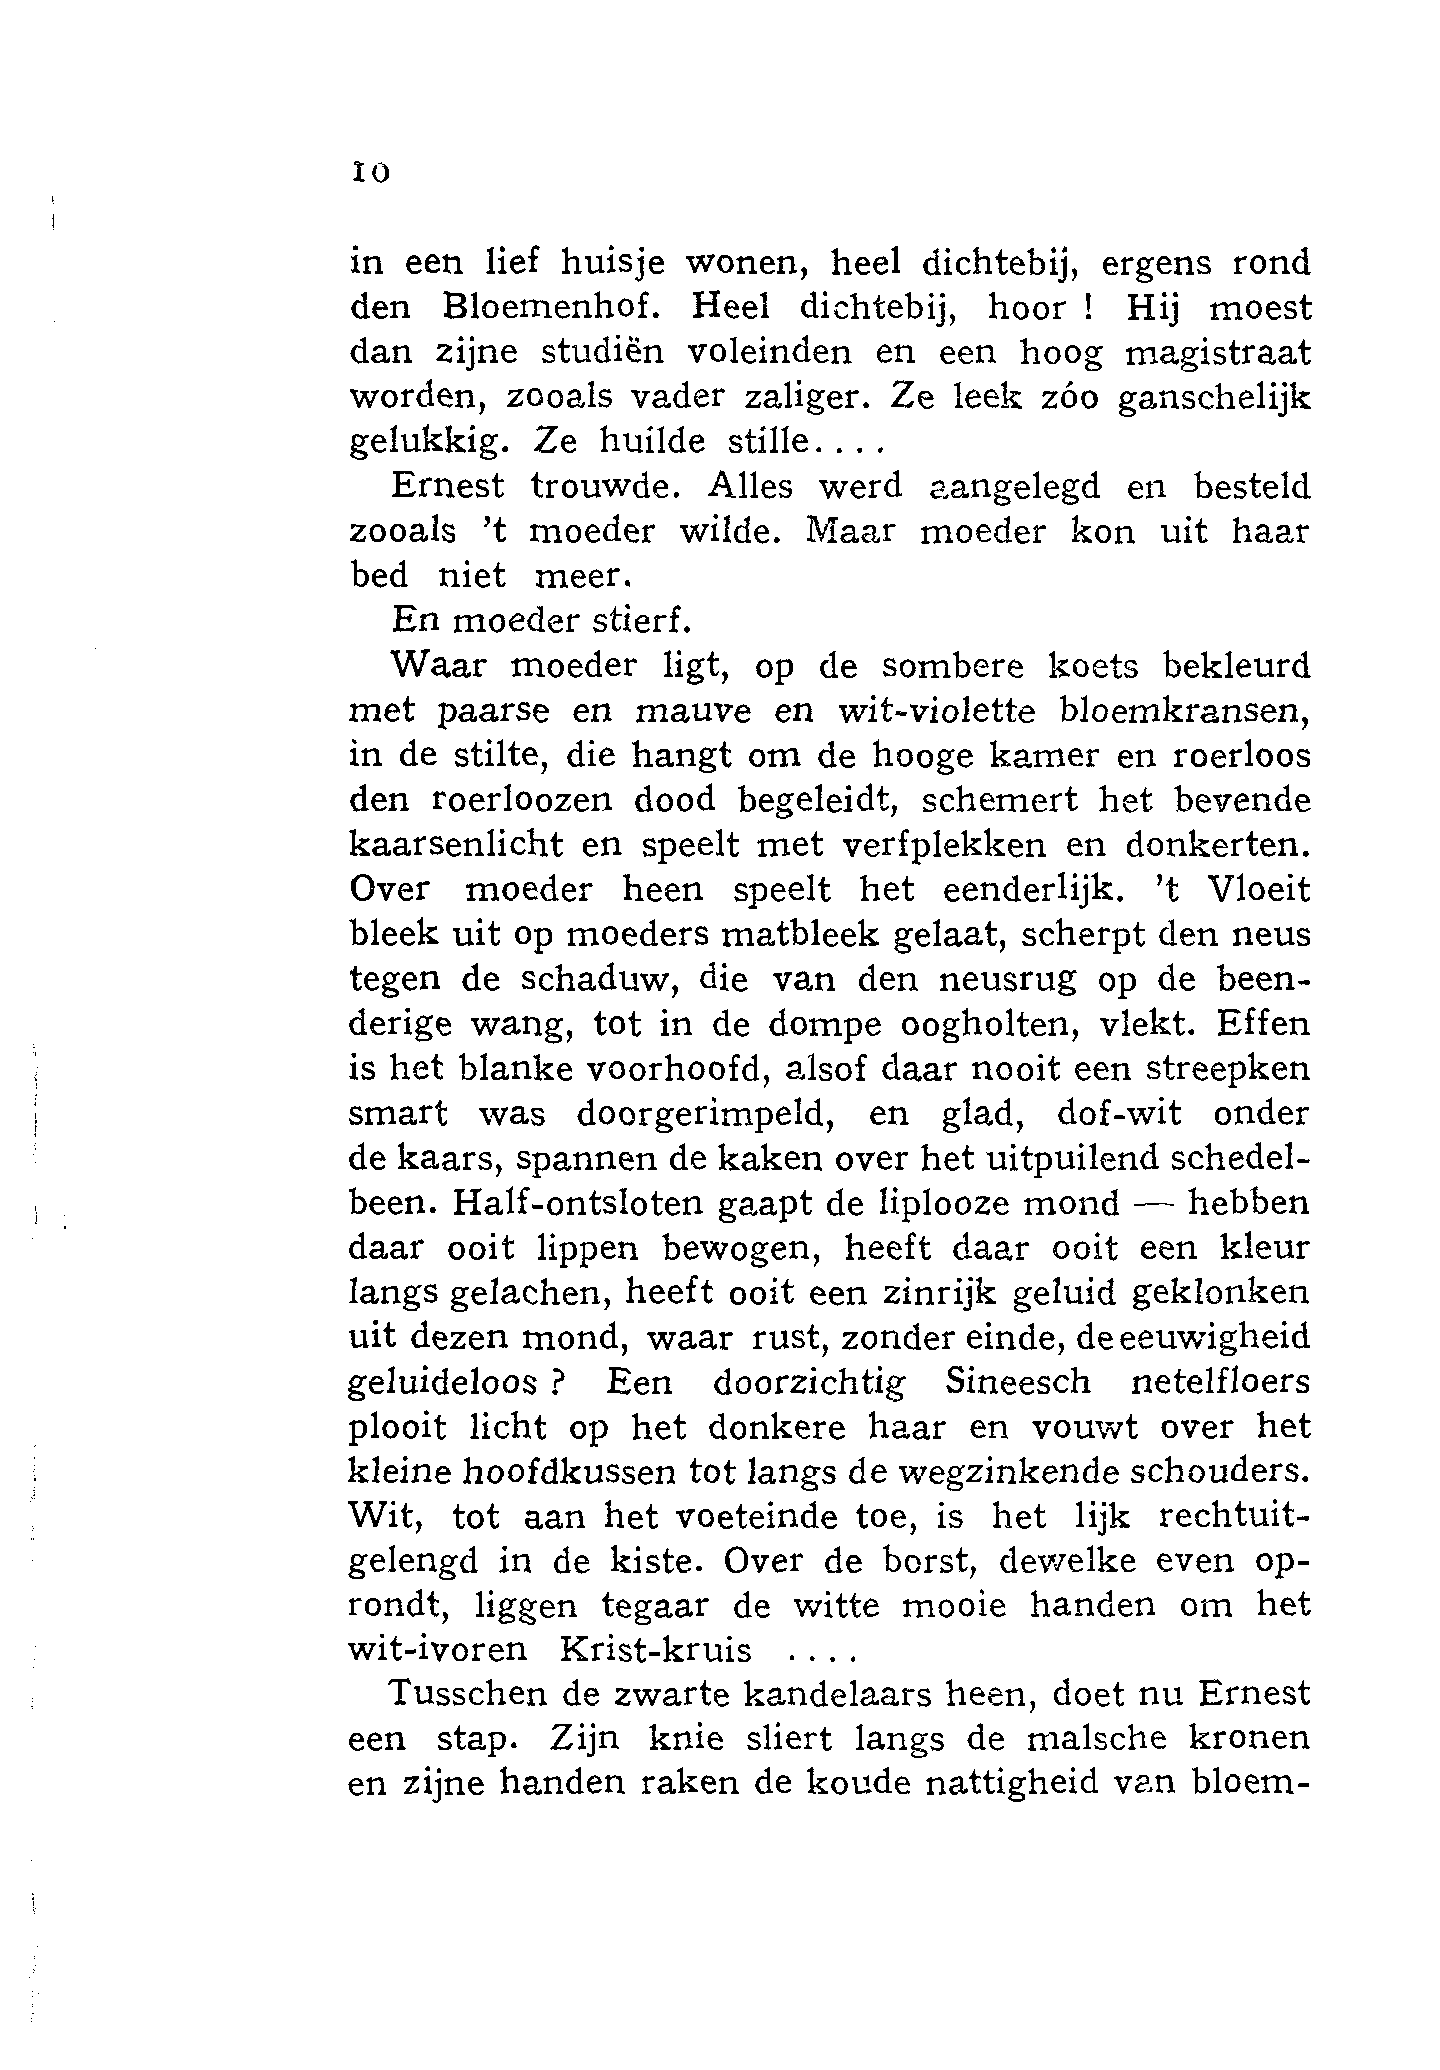 10
in een lief huisje wonen, heel dichtebij, ergens rond
den Bloemenhof. Heel dichtebij, hoor ! Hij moest
dan zijne studiën voleinden en een hoog magistraat
worden, zooals vader zaliger. Ze leek zóo ganschelijk
gelukkig. Ze huilde stille....
Ernest trouwde. Alles werd aangelegd en besteld
zooals 't moeder wilde. Maar moeder kon uit haar
bed niet meer.
En moeder stierf.
Waar moeder ligt, op de sombere koets bekleurd
met paarse en mauve en wit-violette bloemkransen,
in de stilte, die hangt om de hooge kamer en roerloos
den roerloozen dood begeleidt, schemert het bevende
kaarsenlicht en speelt met verfplekken en donkerten.
Over moeder heen speelt het eenderlijk. 't Vloeit
bleek uit op moeders matbleek gelaat, scherpt den neus
tegen de schaduw, die van den neusrug op de been-
derige wang, tot in de dompe oogholten, vlekt. Effen
is het blanke voorhoofd, alsof daar nooit een streepken
smart was doorgerimpeld, en glad, dof-wit onder
de kaars, spannen de kaken over het uitpuilend schedel-
been. Half-ontsloten gaapt de liplooze mond — hebben
daar ooit lippen bewogen, heeft daar ooit een kleur
langs gelachen, heeft ooit een zinrijk geluid geklonken
uit dezen mond, waar rust, zonder einde, de eeuwigheid
geluideloos ? Een doorzichtig Sineesch netelfloers
plooit licht op het donkere haar en vouwt over het
kleine hoofdkussen tot langs de wegzinkende schouders.
Wit, tot aan het voeteinde toe, is het lijk rechtuit-
gelengd in de kiste. Over de borst, dewelke even op-
rondt, liggen tegaar de witte mooie handen om het
wit-ivoren Krist-kruis ....
Tusschen de zwarte kandelaars heen, doet nu Ernest
een stap. Zijn knie sliert langs de malsche kronen
en zijne handen raken de koude nattigheid van bloem-